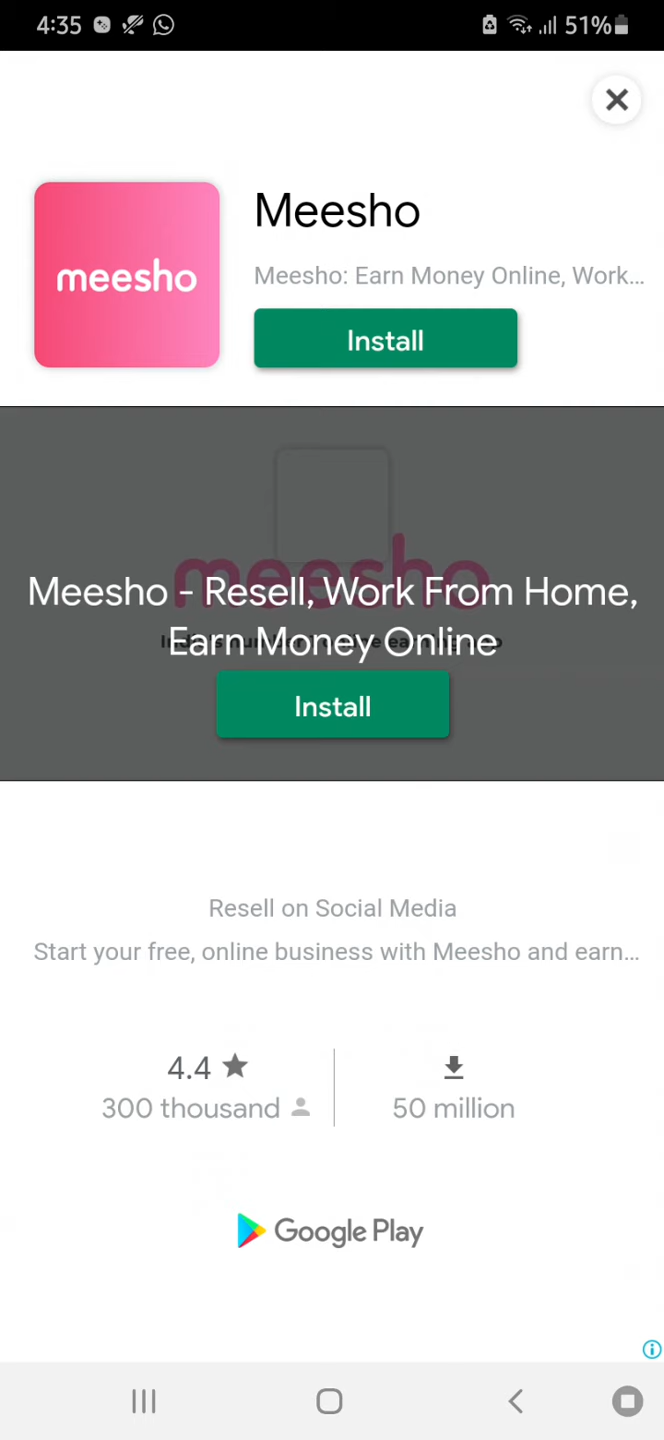 4:35
51%
meesho
Meesho
Meesho: Earn Money Online, Work...
Install
meesho
Meesho - Resell, Work From Home,
Earn Money Online
Install
Resell on Social Media
Start your free, online business with Meesho and earn...
4.4
300 thousand
50 million
Google Play